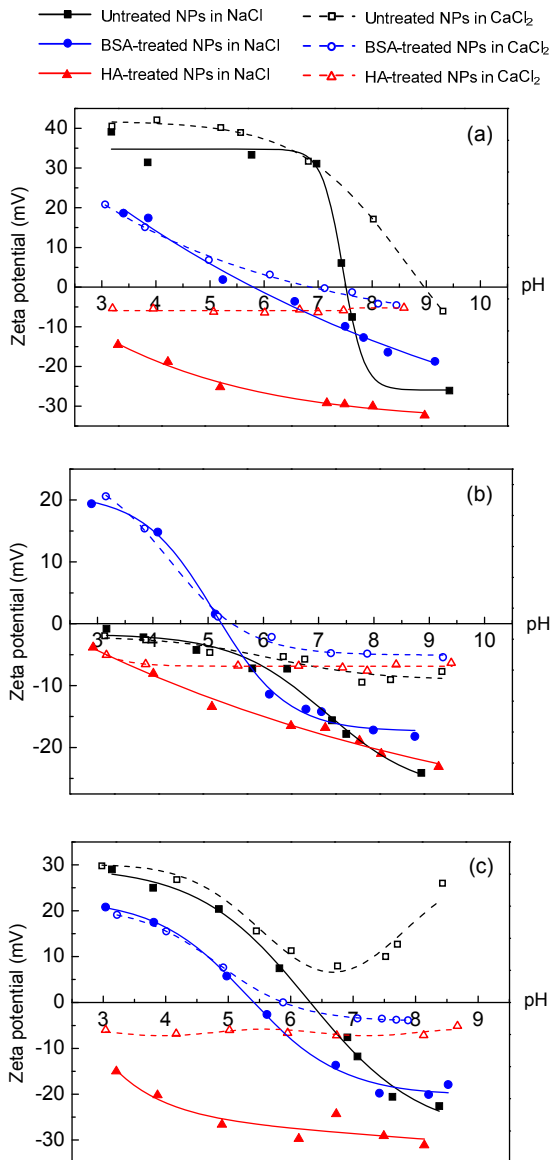 Untreated NPs in NaCl
Untreated NPs in CaCl₂
BSA-treated NPs in NaCl
BSA-treated NPs in CaCl₂
HA-treated NPs in NaCl
HA-treated NPs in CaCl₂
(a)
Zeta potential (mV)
40
30
20
10
0
-10
-20
-30
3 4 5 6 7 8 9 10
pH
(b)
Zeta potential (mV)
20
10
0
-10
-20
3 4 5 6 7 8 9 10
pH
(c)
Zeta potential (mV)
30
20
10
0
-10
-20
-30
3 4 5 6 7 8 9
pH